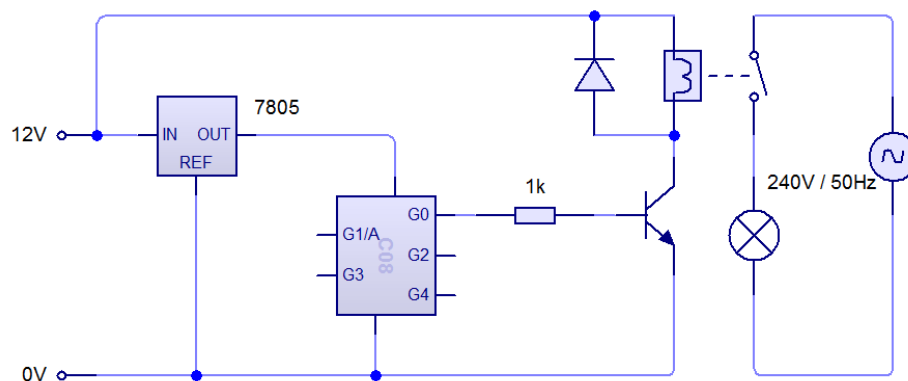 7805
12V
IN OUT
REF
1k
240V / 50Hz
G0
G1/A
C08
G2
G3
G4
0V